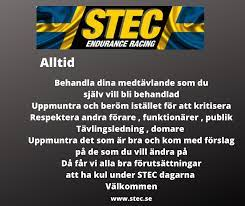 STEC
ENDURANCE RACING
Alltid
Behandla dina medtävlande som du
själv vill bli behandlad
Uppmuntra och beröm istället för att kritisera
Respektera andra förare , funktionärer , publik
Tävlingsledning , domare
Uppmuntra det som är bra och kom med förslag
på de som du vill ändra på
Då får vi alla bra förutsättningar
att ha kul under STEC dagarna
Välkommen
www.stec.se